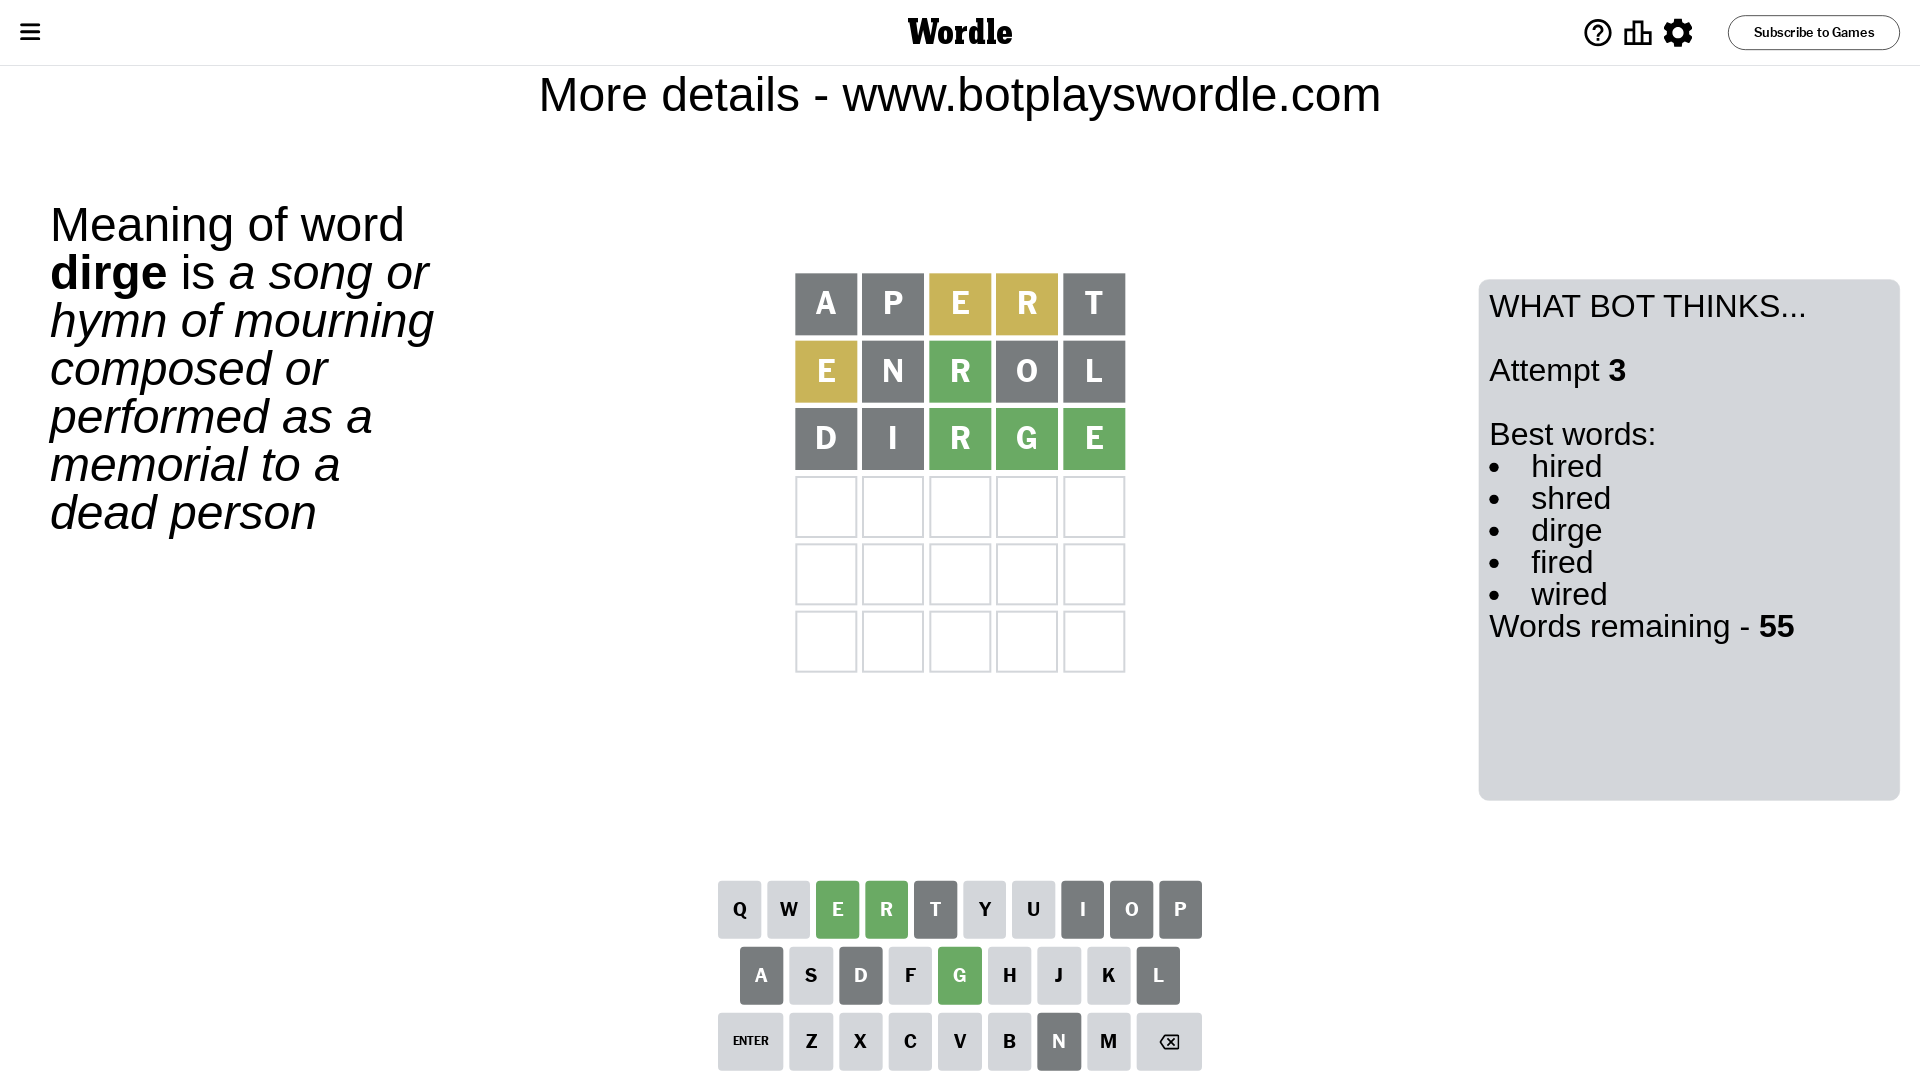 Wordle
Subscribe to Games
More details - www.botplayswordle.com
Meaning of word
dirge is a song or
hymn of mourning
composed or
performed as a
memorial to a
dead person
A P E R T
E N R O L
D I R G E
WHAT BOT THINKS...
Attempt 3
Best words:
• hired
• shred
• dirge
• fired
• wired
Words remaining - 55
Q W E R T Y U I O P
A S D F G H J K L
ENTER Z X C V B N M